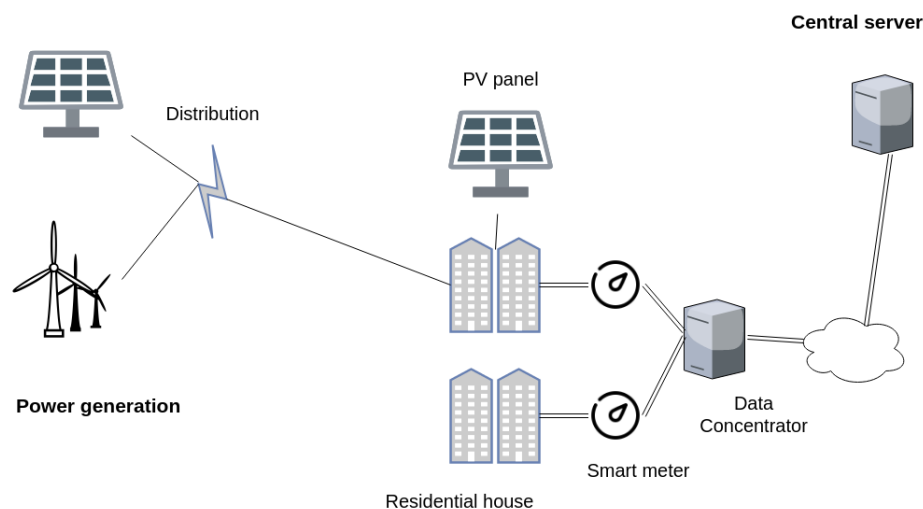 Central server
PV panel
Distribution
Power generation
Data
Concentrator
Smart meter
Residential house